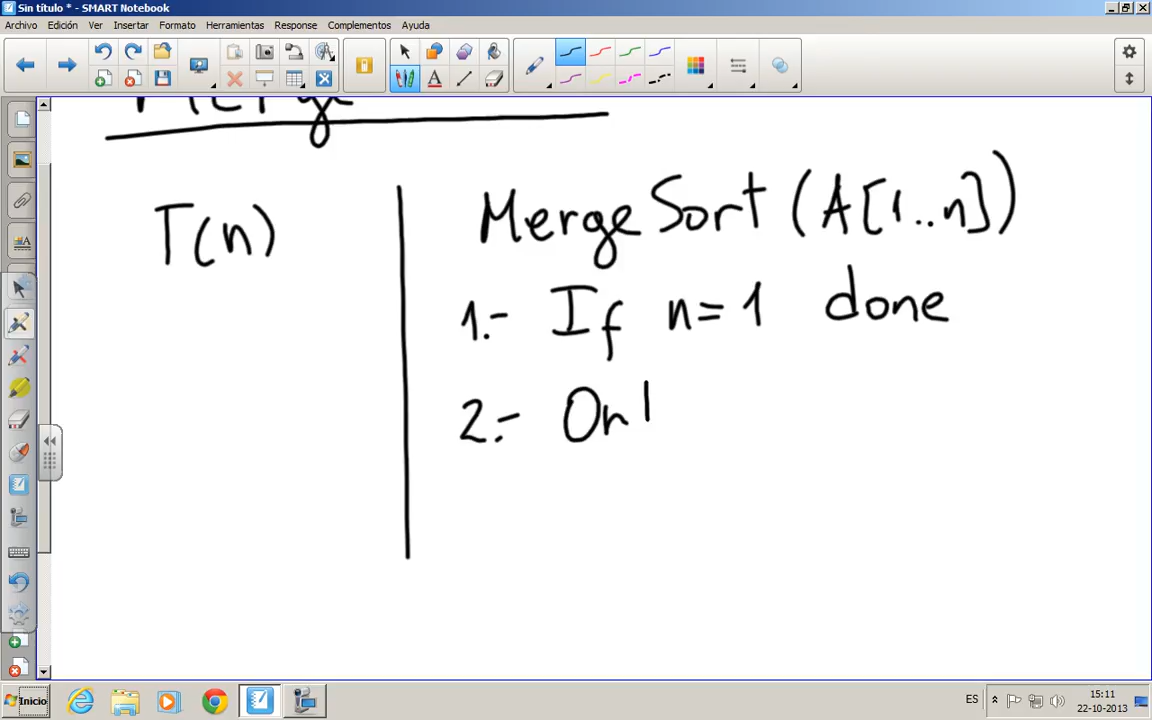 Sin título * - SMART Notebook
Archivo Edición Ver Insertar Formato Herramientas Response Complementos Ayuda
Merge
T(n)
MergeSort (A[1..n])
1.- If n=1 done
2.- On
Inicio
ES
15:11
22-10-2013